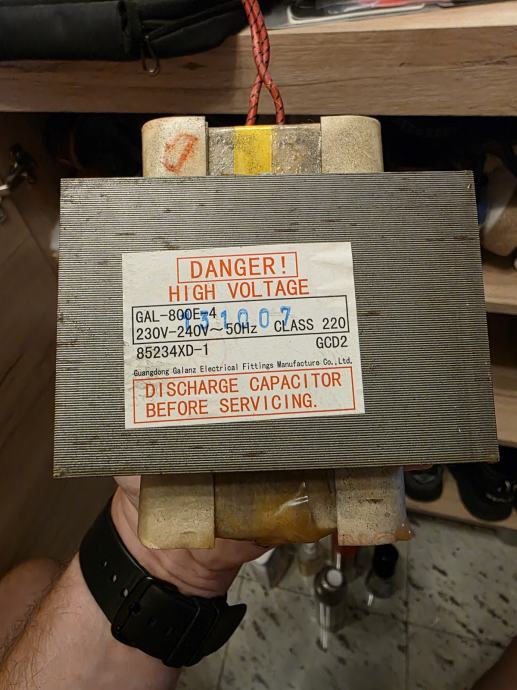 DANGER!
HIGH VOLTAGE
GAL-800E-4
131007
230V-240V~50Hz CLASS 220
85234XD-1 GCD2
Guangdong Galanz Electrical Fittings Manufacture Co.,Ltd.
DISCHARGE CAPACITOR
BEFORE SERVICING.